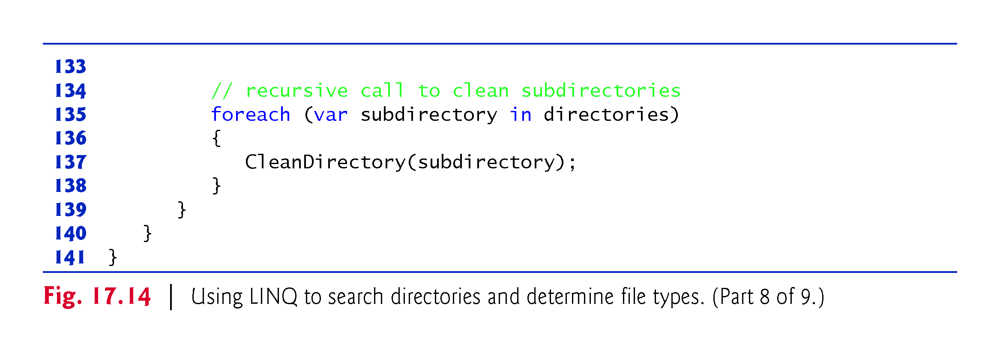 133
134 // recursive call to clean subdirectories
135 foreach (var subdirectory in directories)
136 {
137 CleanDirectory(subdirectory);
138 }
139 }
140 }
141 }
Fig. 17.14 | Using LINQ to search directories and determine file types. (Part 8 of 9.)